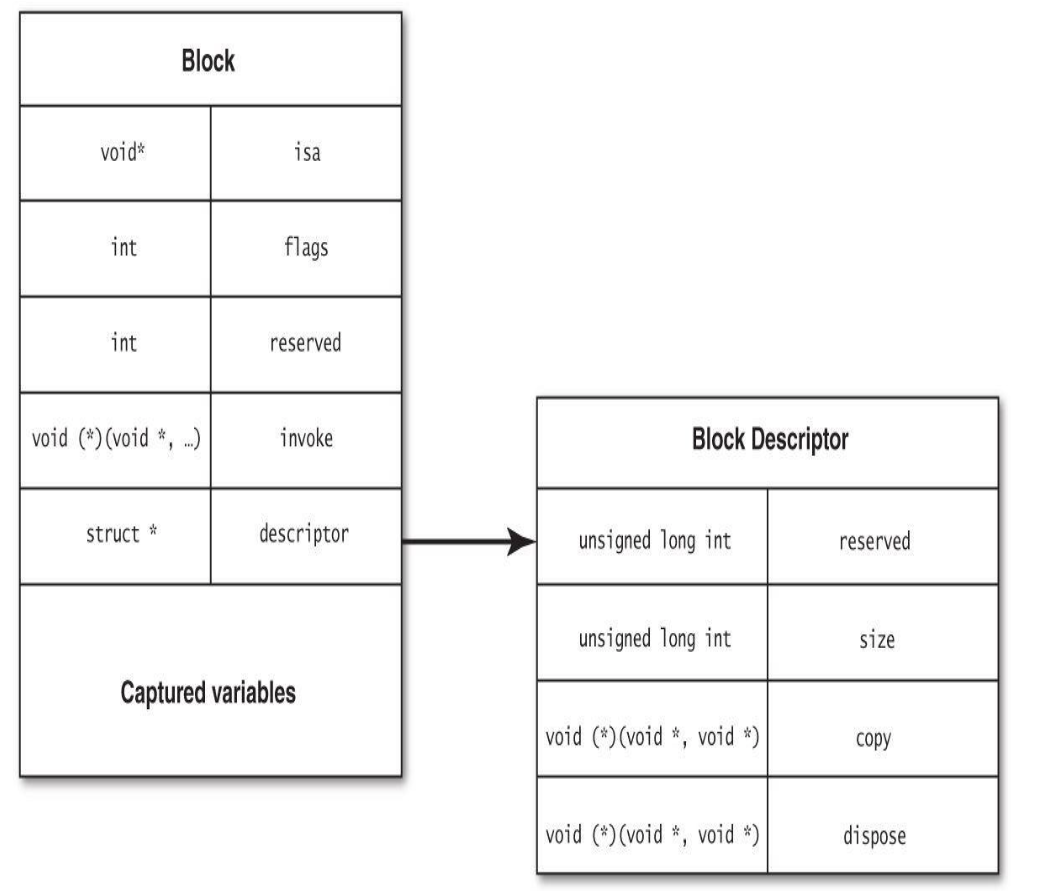 Block
void* isa
int flags
int reserved
void (*)(void *, …) invoke
struct * descriptor
Captured variables
Block Descriptor
unsigned long int reserved
unsigned long int size
void (*)(void *, void *) copy
void (*)(void *, void *) dispose